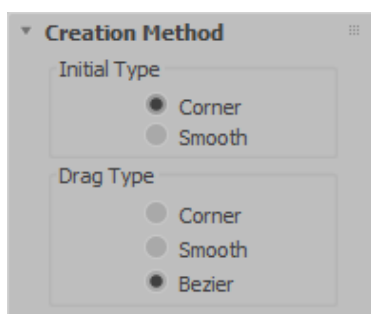 Creation Method
Initial Type
Corner
Smooth
Drag Type
Corner
Smooth
Bezier